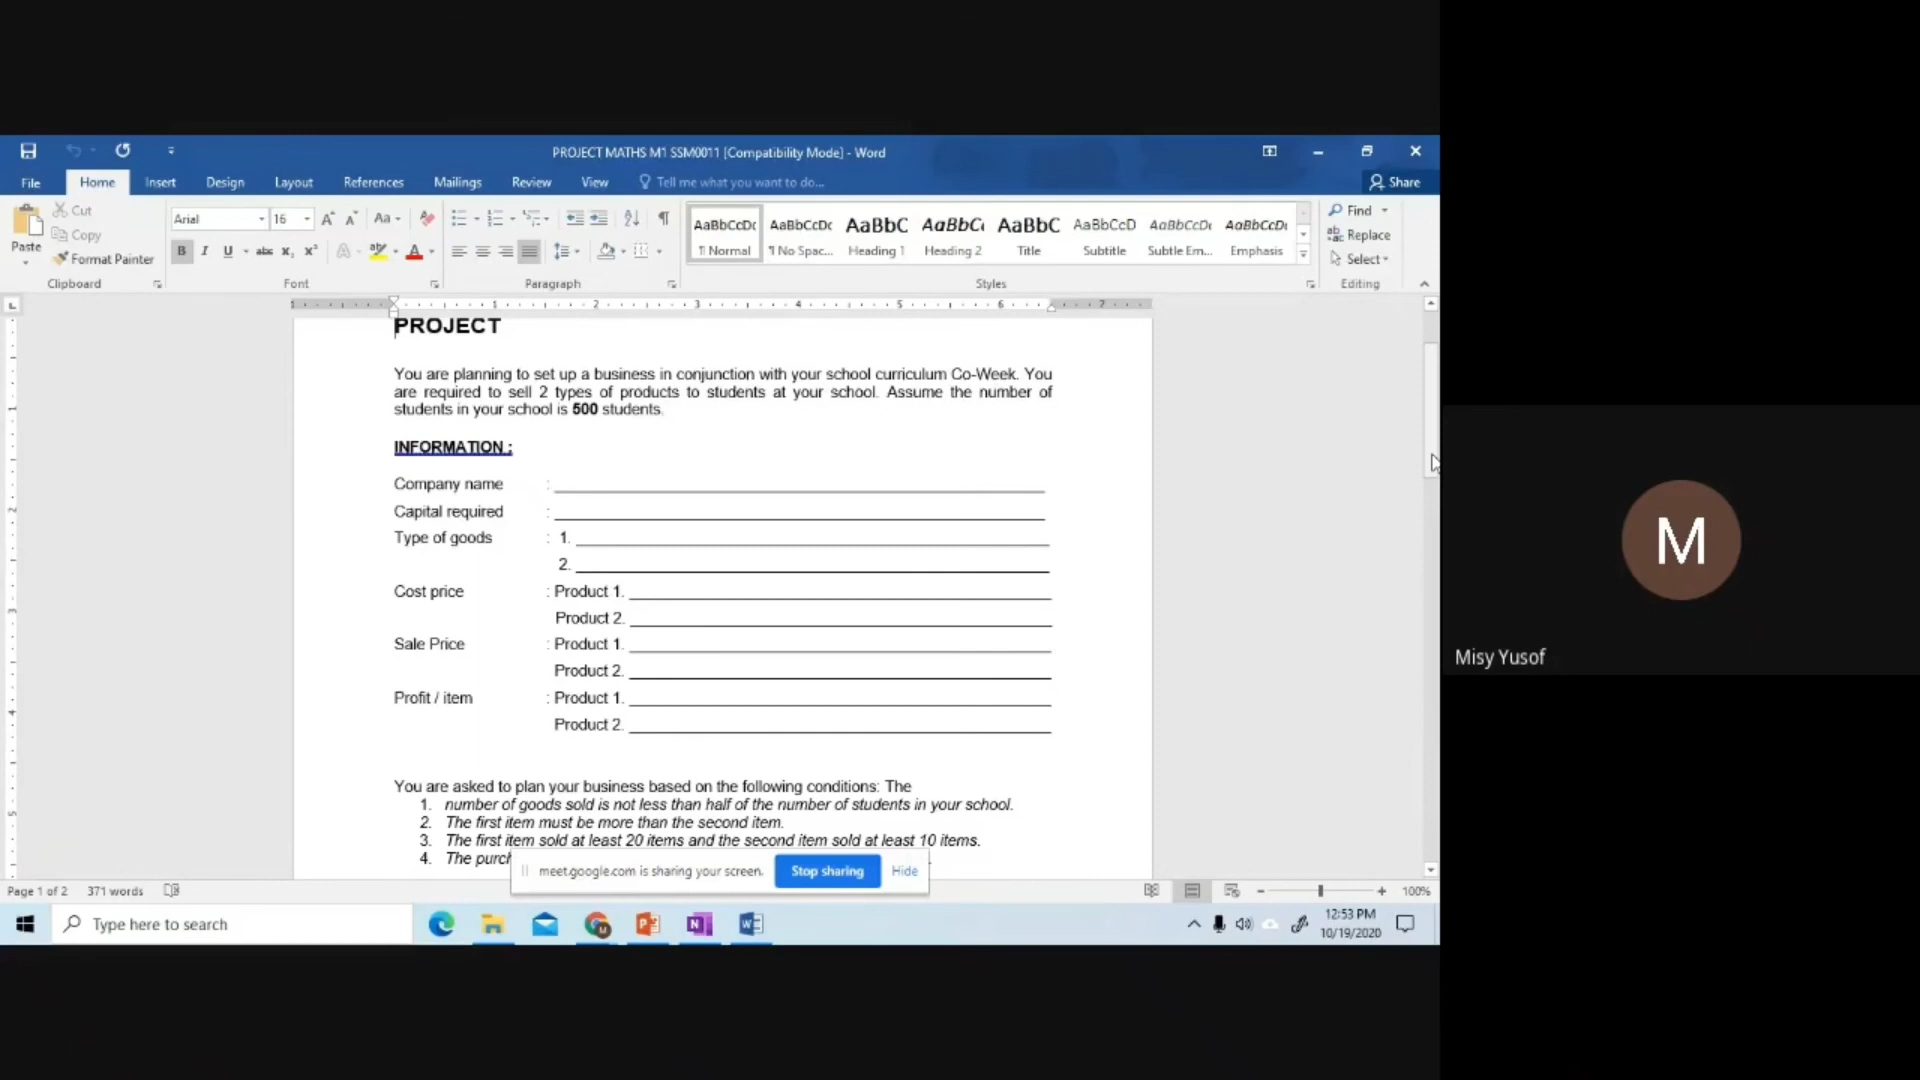 PROJECT MATHS M1 SSM0011 [Compatibility Mode] - Word
File Home Insert Design Layout References Mailings Review View Tell me what you want to do... Share
Paste
Cut
Copy
Format Painter
Clipboard
Arial 16
Font
Paragraph
AaBbCcDc AaBbCcDc AaBbC AaBbC AaBbC AaBbCcD AaBbCcDc AaBbCcDc
¶ Normal ¶ No Spac... Heading 1 Heading 2 Title Subtitle Subtle Em... Emphasis
Styles
Find
Replace
Select
Editing
PROJECT
You are planning to set up a business in conjunction with your school curriculum Co-Week. You
are required to sell 2 types of products to students at your school. Assume the number of
students in your school is 500 students.
INFORMATION :
Company name :
Capital required :
Type of goods : 1.
2.
Cost price : Product 1.
Product 2.
Sale Price : Product 1.
Product 2.
Profit / item : Product 1.
Product 2.
You are asked to plan your business based on the following conditions: The
1. number of goods sold is not less than half of the number of students in your school.
2. The first item must be more than the second item.
3. The first item sold at least 20 items and the second item sold at least 10 items.
4. The
meet.google.com is sharing your screen. Stop sharing Hide
Page 1 of 2 371 words 100%
Type here to search
12:53 PM
10/19/2020
M
Misy Yusof